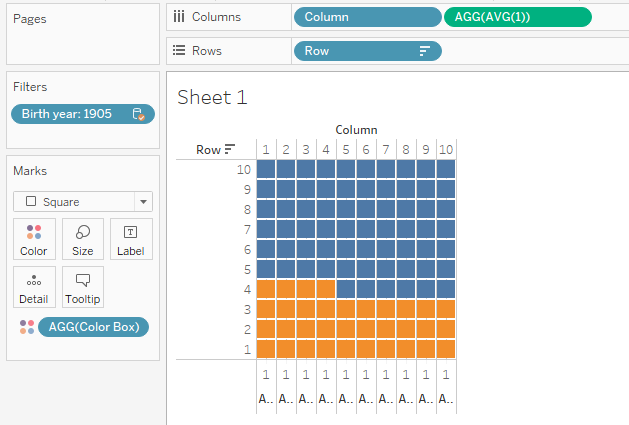 Pages
Columns
Column
AGG(AVG(1))
Rows
Row
Filters
Birth year: 1905
Marks
Square
Color
Size
Label
Detail
Tooltip
AGG(Color Box)
Sheet 1
Column
Row
1 2 3 4 5 6 7 8 9 10
10
9
8
7
6
5
4
3
2
1
1 1 1 1 1 1 1 1 1 1
A.. A.. A.. A.. A.. A.. A.. A.. A.. A..